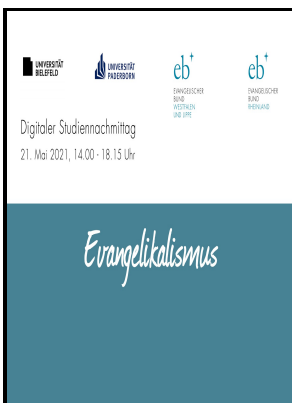 UNIVERSITÄT
BIELEFELD
UNIVERSITÄT
PADERBORN
eb+
EVANGELISCHER
BUND
WESTFALEN
UND LIPPE
eb+
EVANGELISCHER
BUND
RHEINLAND
Digitaler Studiennachmittag
21. Mai 2021, 14.00 - 18.15 Uhr
Evangelikalismus